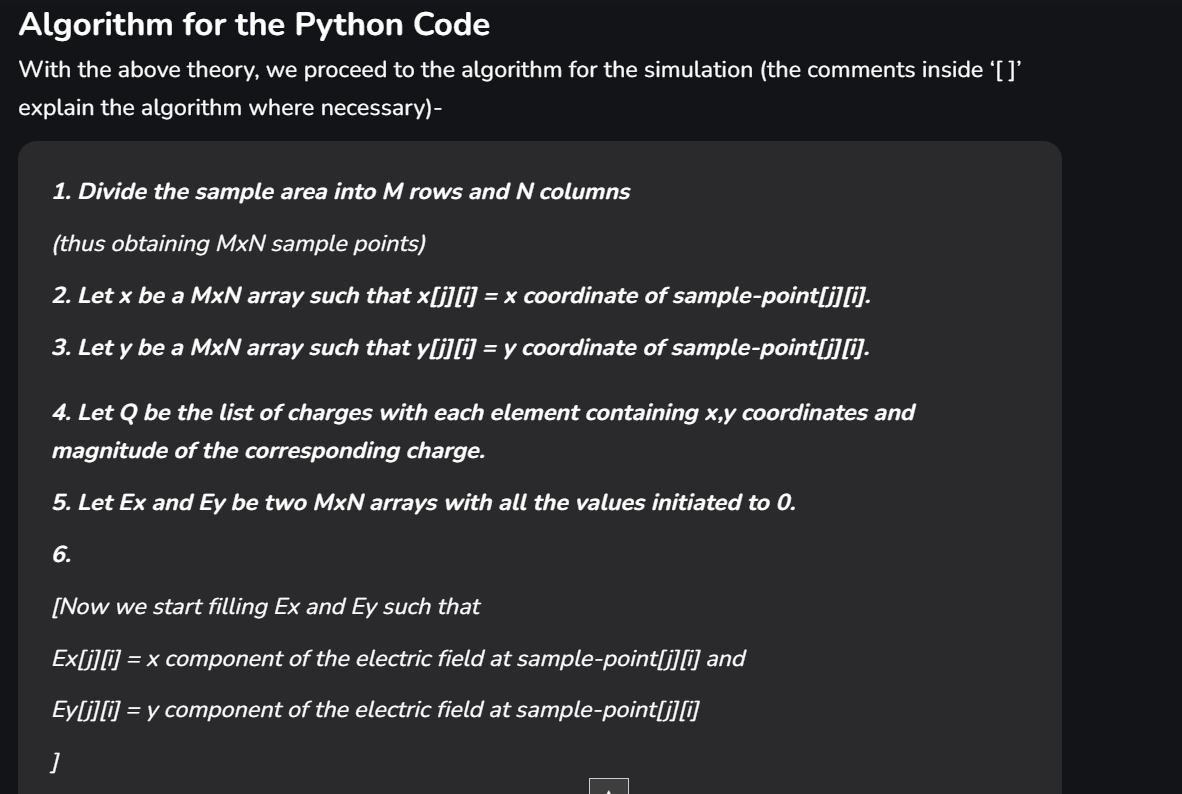 Algorithm for the Python Code
With the above theory, we proceed to the algorithm for the simulation (the comments inside ‘[ ]’
explain the algorithm where necessary)-
1. Divide the sample area into M rows and N columns
(thus obtaining MxN sample points)
2. Let x be a MxN array such that x[j][i] = x coordinate of sample-point[j][i].
3. Let y be a MxN array such that y[j][i] = y coordinate of sample-point[j][i].
4. Let Q be the list of charges with each element containing x,y coordinates and
magnitude of the corresponding charge.
5. Let Ex and Ey be two MxN arrays with all the values initiated to 0.
6.
[Now we start filling Ex and Ey such that
Ex[j][i] = x component of the electric field at sample-point[j][i] and
Ey[j][i] = y component of the electric field at sample-point[j][i]
]